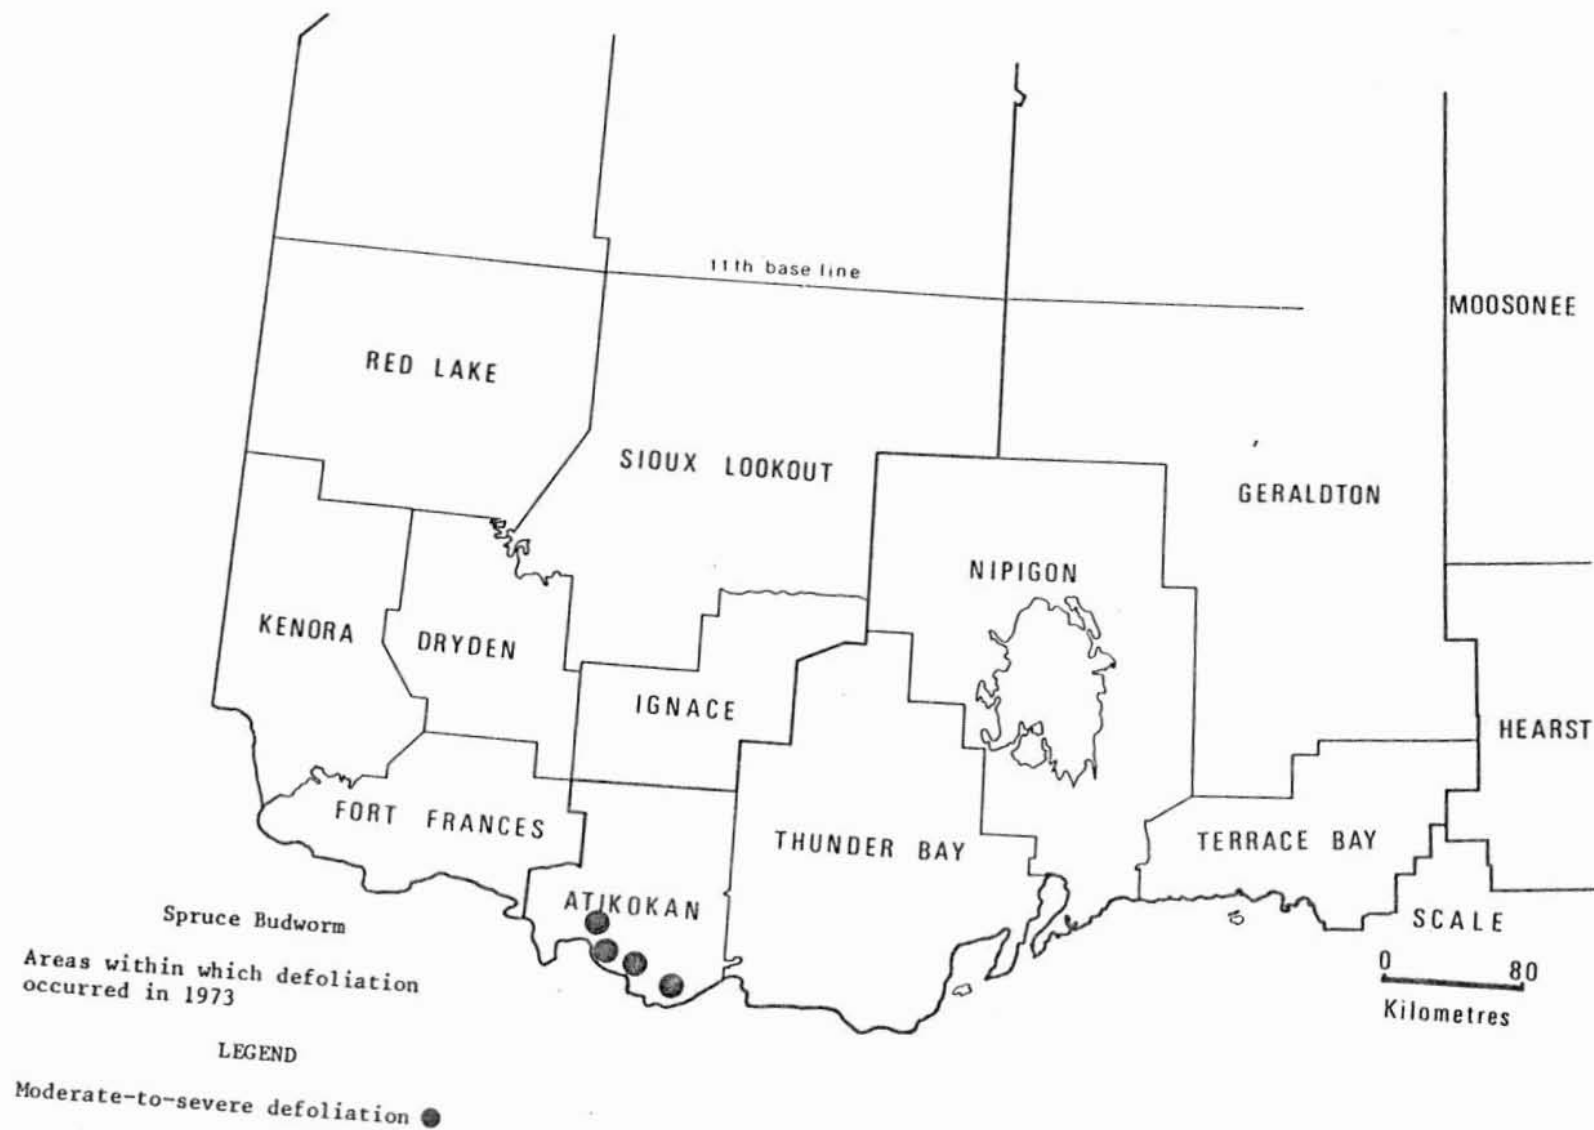 11th base line
MOOSONEE
RED LAKE
SIOUX LOOKOUT
GERALDTON
NIPIGON
KENORA
DRYDEN
IGNACE
HEARST
FORT FRANCES
THUNDER BAY
TERRACE BAY
ATIKOKAN
SCALE
0 80
Kilometres
Spruce Budworm
Areas within which defoliation
occurred in 1973
LEGEND
Moderate-to-severe defoliation